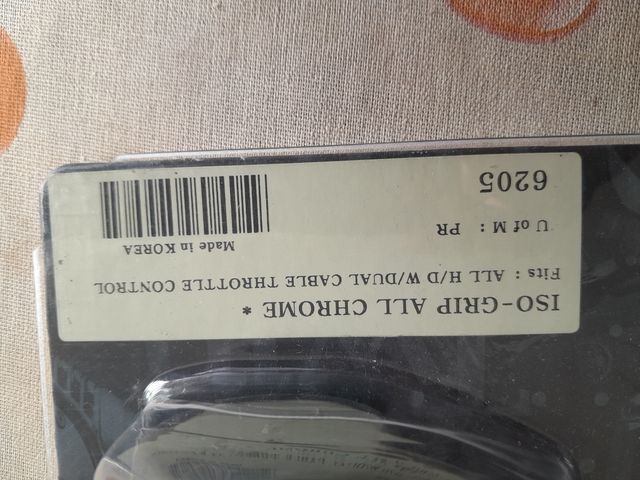 ISO-GRIP ALL CHROME *
Fits : ALL H/D W/DUAL CABLE THROTTLE CONTROL
U of M : PR
Made in KOREA
6205